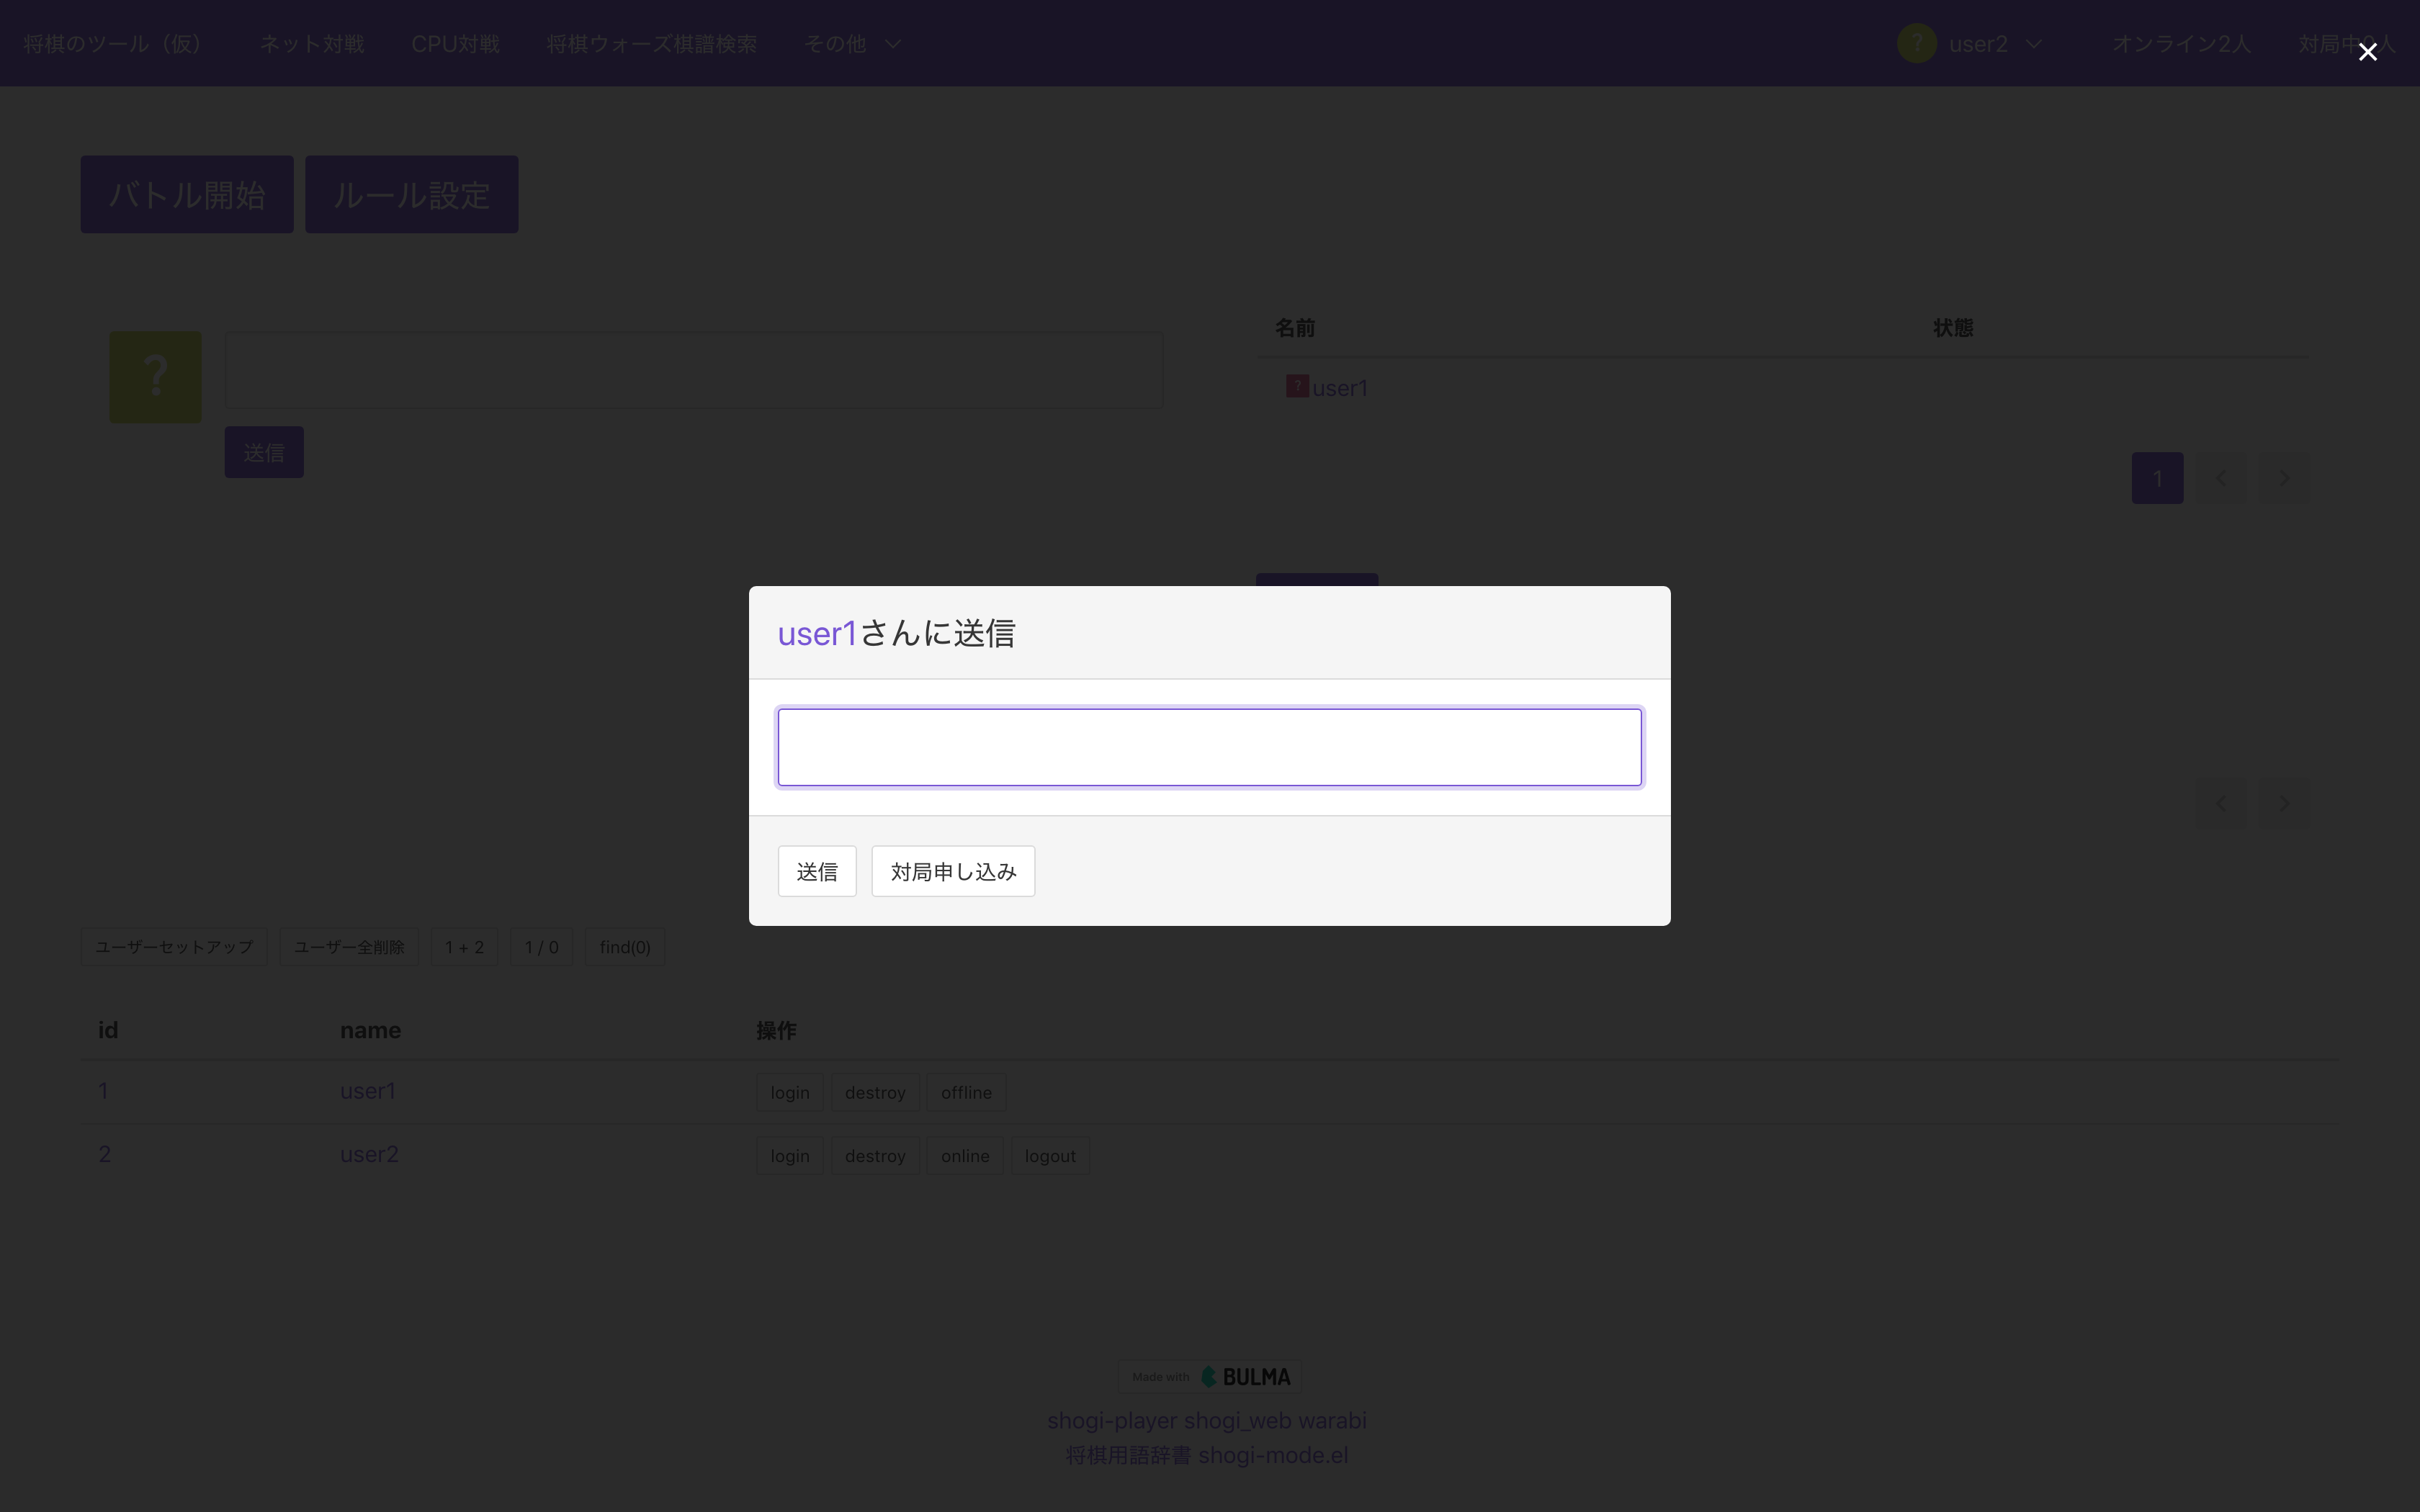 将棋のツール（仮） ネット対戦 CPU対戦 将棋ウォーズ棋譜検索 その他 ? user2 オンライン2人 対局中0人
バトル開始 ルール設定
名前 状態
?
? user1
送信
1
user1さんに送信
送信 対局申し込み
ユーザーセットアップ ユーザー全削除 1 + 2 1 / 0 find(0)
id name 操作
1 user1 login destroy offline
2 user2 login destroy online logout
Made with BULMA
shogi-player shogi_web warabi
将棋用語辞書 shogi-mode.el